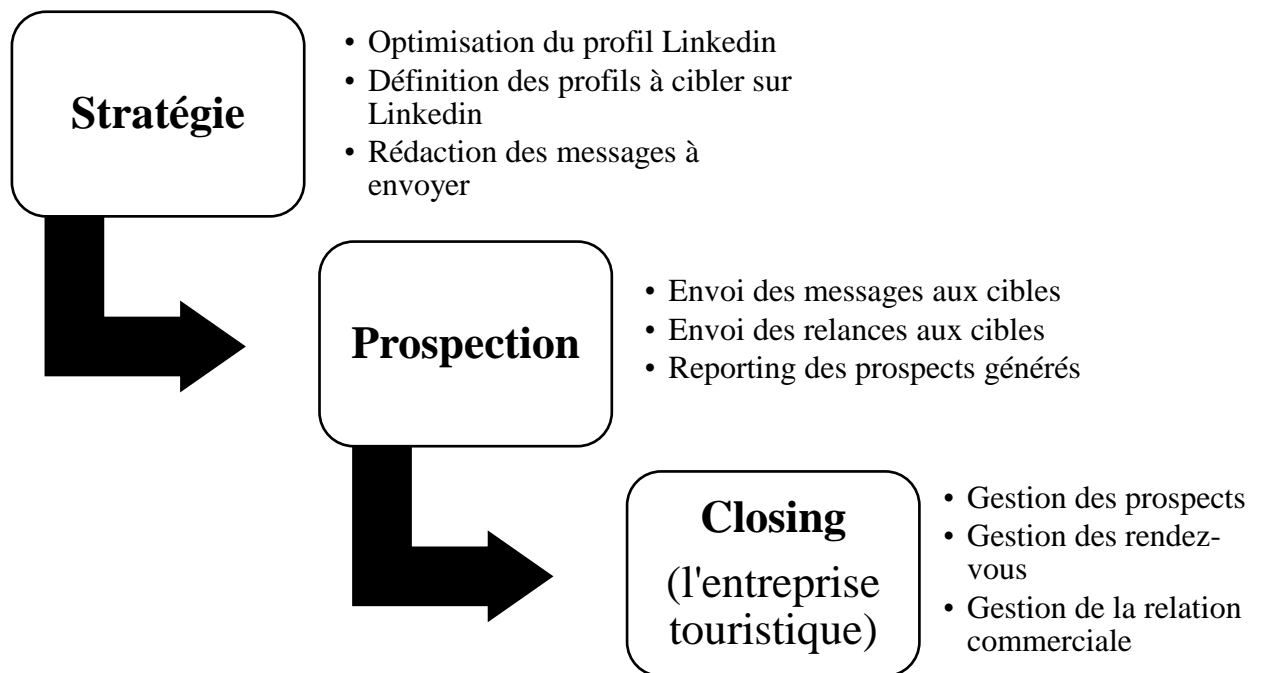 Stratégie
• Optimisation du profil Linkedin
• Définition des profils à cibler sur
Linkedin
• Rédaction des messages à
envoyer
Prospection
• Envoi des messages aux cibles
• Envoi des relances aux cibles
• Reporting des prospects générés
Closing
(l'entreprise
touristique)
• Gestion des prospects
• Gestion des rendez-
vous
• Gestion de la relation
commerciale